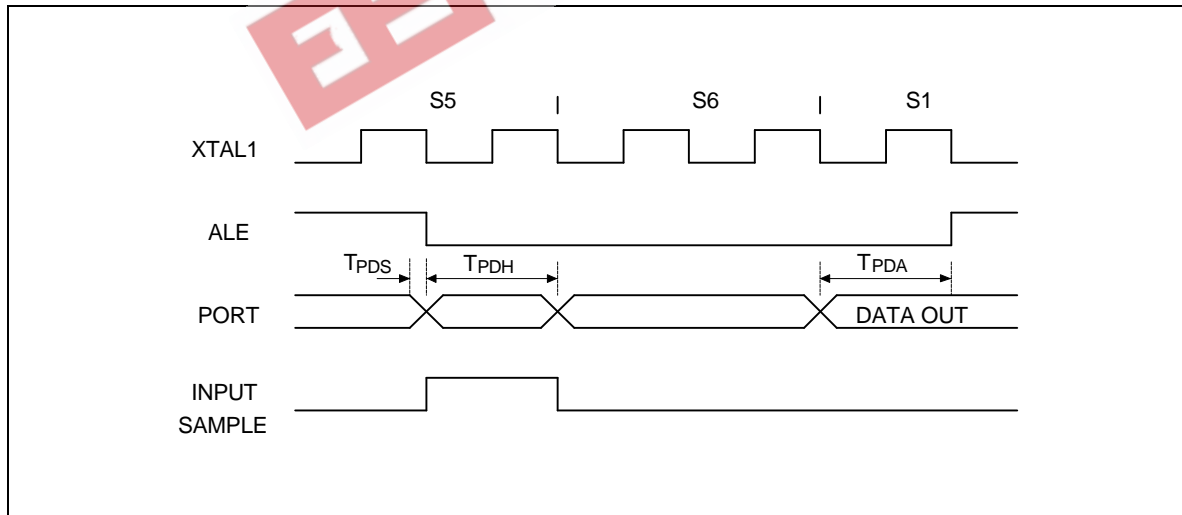 S5 S6 S1
XTAL1
ALE
TPDS TPDH TPDA
PORT DATA OUT
INPUT
SAMPLE